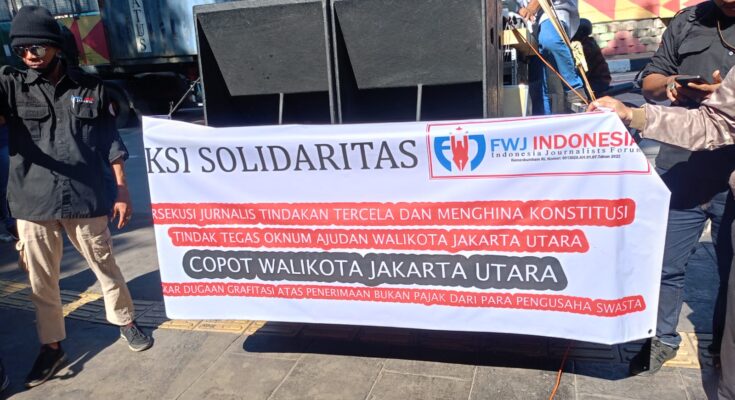 KSI SOLIDARITAS
FWJ INDONESIA
Indonesia Journalists Forum
RSEKUSI JURNALIS TINDAKAN TERCELA DAN MENGHINA KONSTITUSI
TINDAK TEGAS OKNUM AJUDAN WALIKOTA JAKARTA UTARA
COPOT WALIKOTA JAKARTA UTARA
KAR DUGAAN GRAFITASI ATAS PENERIMAAN BUKAN PAJAK DARI PARA PENGUSAHA SWASTA